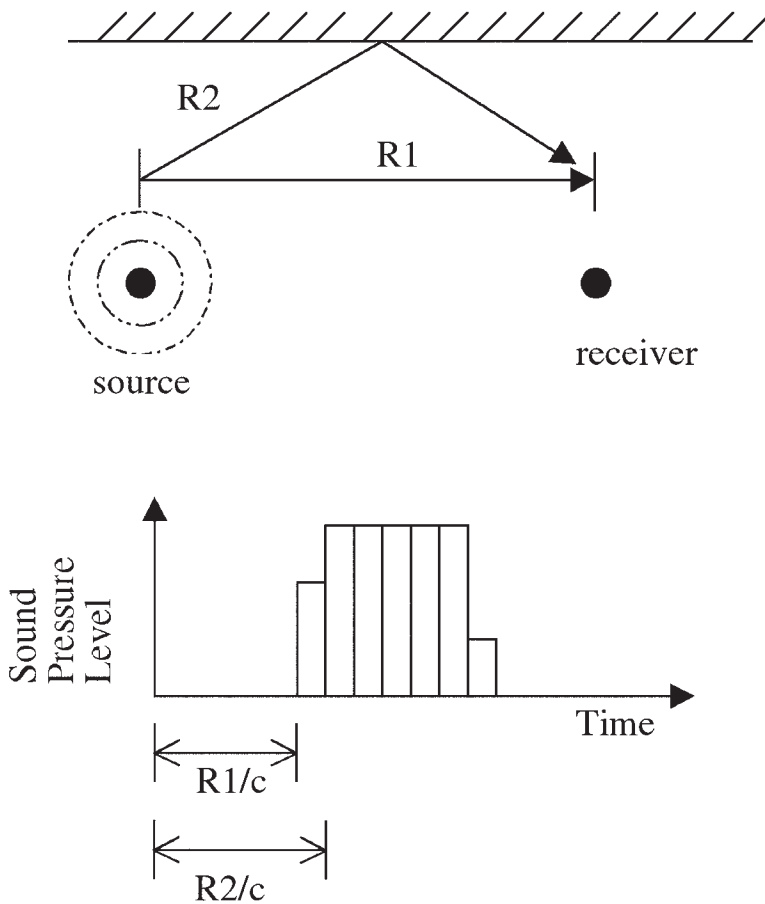 R2
R1
receiver
source
Sound
Pressure
Level
Time
R1/c
R2/c